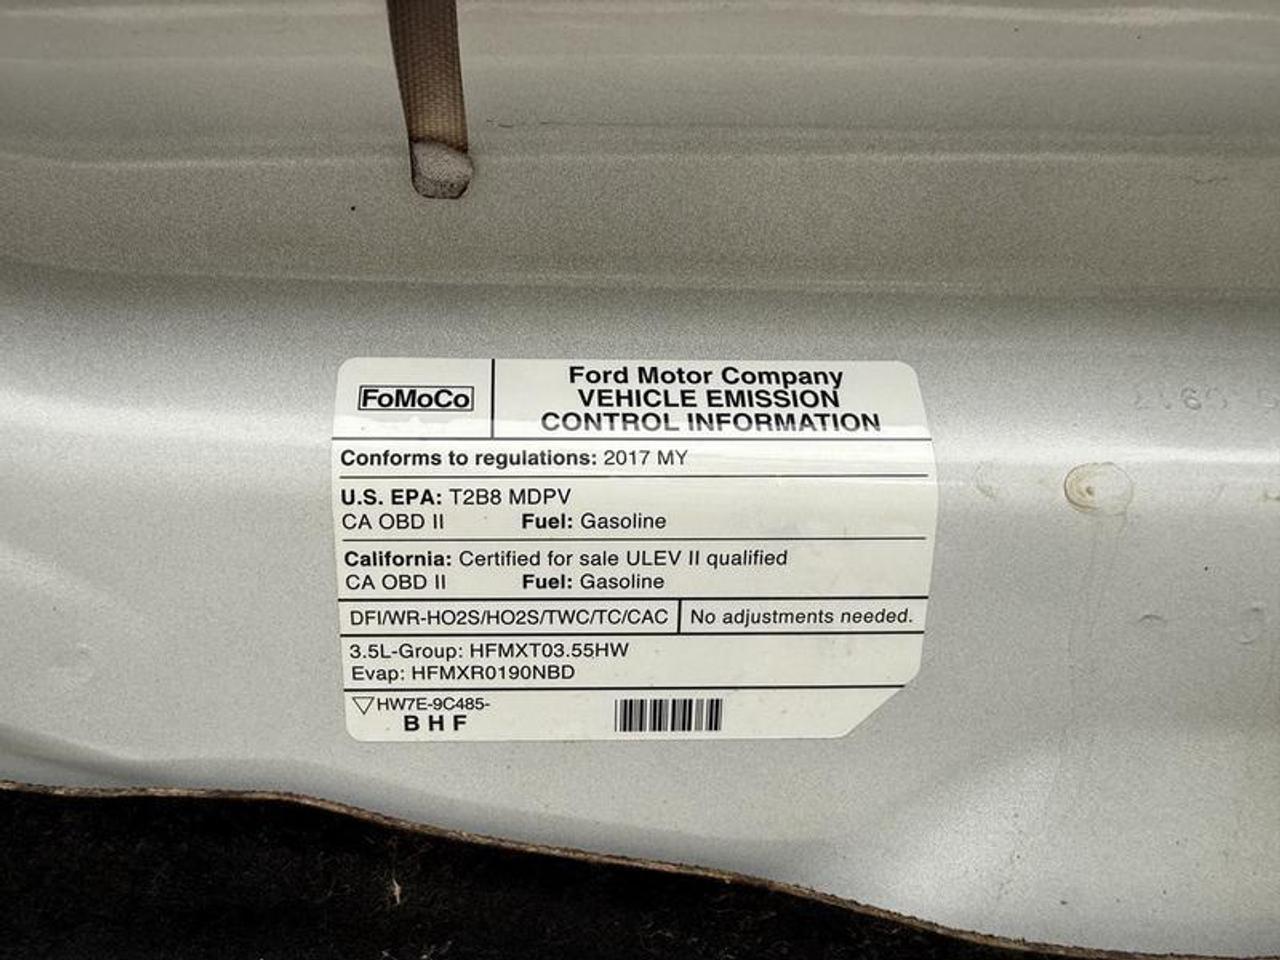 FoMoCo
Ford Motor Company
VEHICLE EMISSION
CONTROL INFORMATION
Conforms to regulations: 2017 MY
U.S. EPA: T2B8 MDPV
CA OBD II Fuel: Gasoline
California: Certified for sale ULEV II qualified
CA OBD II Fuel: Gasoline
DFI/WR-HO2S/HO2S/TWC/TC/CAC No adjustments needed.
3.5L-Group: HFMXT03.55HW
Evap: HFMXR0190NBD
HW7E-9C485-
B H F